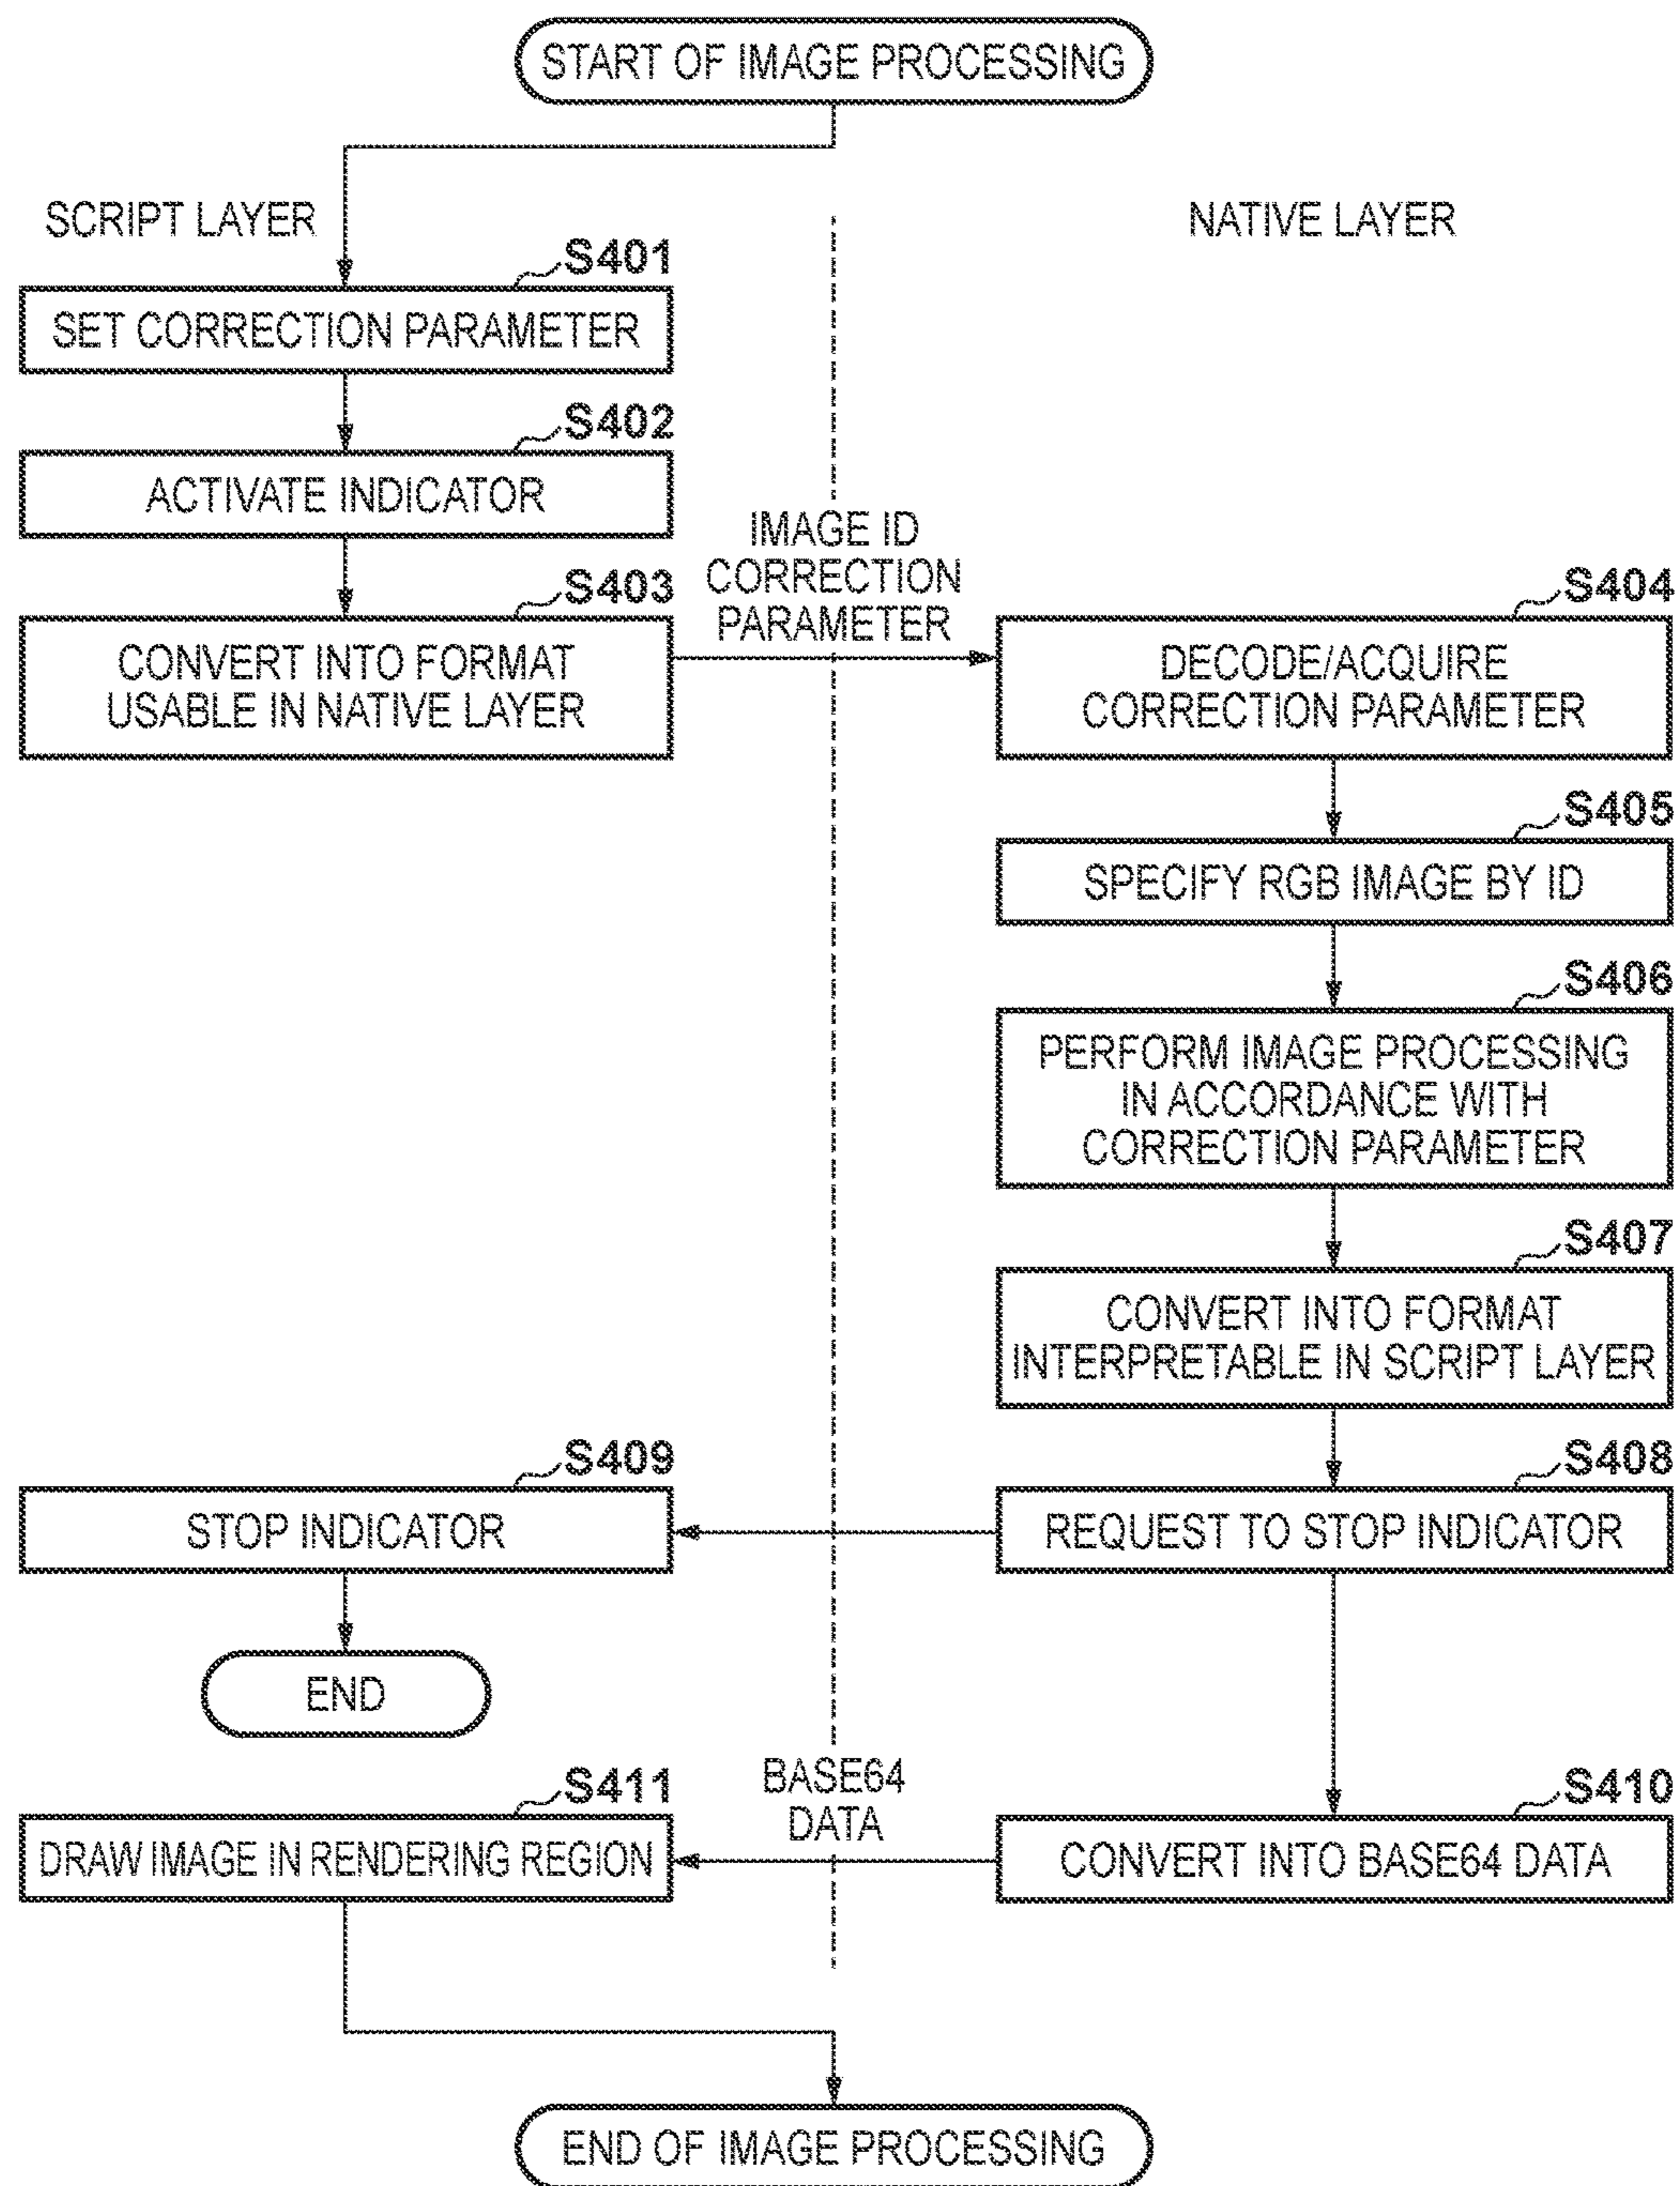 START OF IMAGE PROCESSING
SCRIPT LAYER
NATIVE LAYER
S401
SET CORRECTION PARAMETER
S402
ACTIVATE INDICATOR
S403
CONVERT INTO FORMAT
USABLE IN NATIVE LAYER
IMAGE ID
CORRECTION
PARAMETER
S404
DECODE/ACQUIRE
CORRECTION PARAMETER
S405
SPECIFY RGB IMAGE BY ID
S406
PERFORM IMAGE PROCESSING
IN ACCORDANCE WITH
CORRECTION PARAMETER
S407
CONVERT INTO FORMAT
INTERPRETABLE IN SCRIPT LAYER
S408
REQUEST TO STOP INDICATOR
S409
STOP INDICATOR
END
S410
CONVERT INTO BASE64 DATA
BASE64
DATA
S411
DRAW IMAGE IN RENDERING REGION
END OF IMAGE PROCESSING